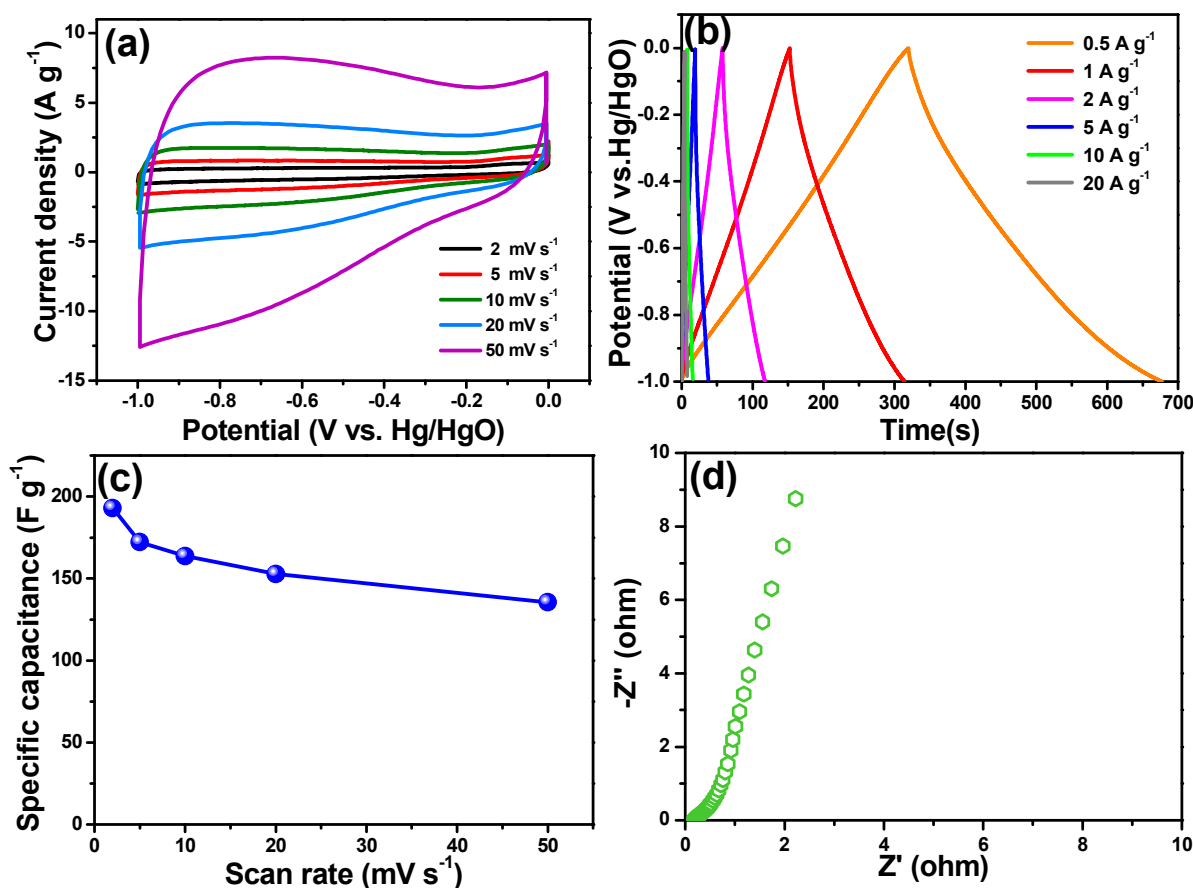 (a)
Current density (A g⁻¹)
10
5
0
-5
-10
-15
2 mV s⁻¹
5 mV s⁻¹
10 mV s⁻¹
20 mV s⁻¹
50 mV s⁻¹
-1.0 -0.8 -0.6 -0.4 -0.2 0.0
Potential (V vs. Hg/HgO)
(b)
Potential (V vs.Hg/HgO)
0.0
-0.2
-0.4
-0.6
-0.8
-1.0
0.5 A g⁻¹
1 A g⁻¹
2 A g⁻¹
5 A g⁻¹
10 A g⁻¹
20 A g⁻¹
0 100 200 300 400 500 600 700
Time(s)
(c)
Specific capacitance (F g⁻¹)
200
150
100
50
0
0 10 20 30 40 50
Scan rate (mV s⁻¹)
(d)
-Z'' (ohm)
10
8
6
4
2
0
0 2 4 6 8 10
Z' (ohm)